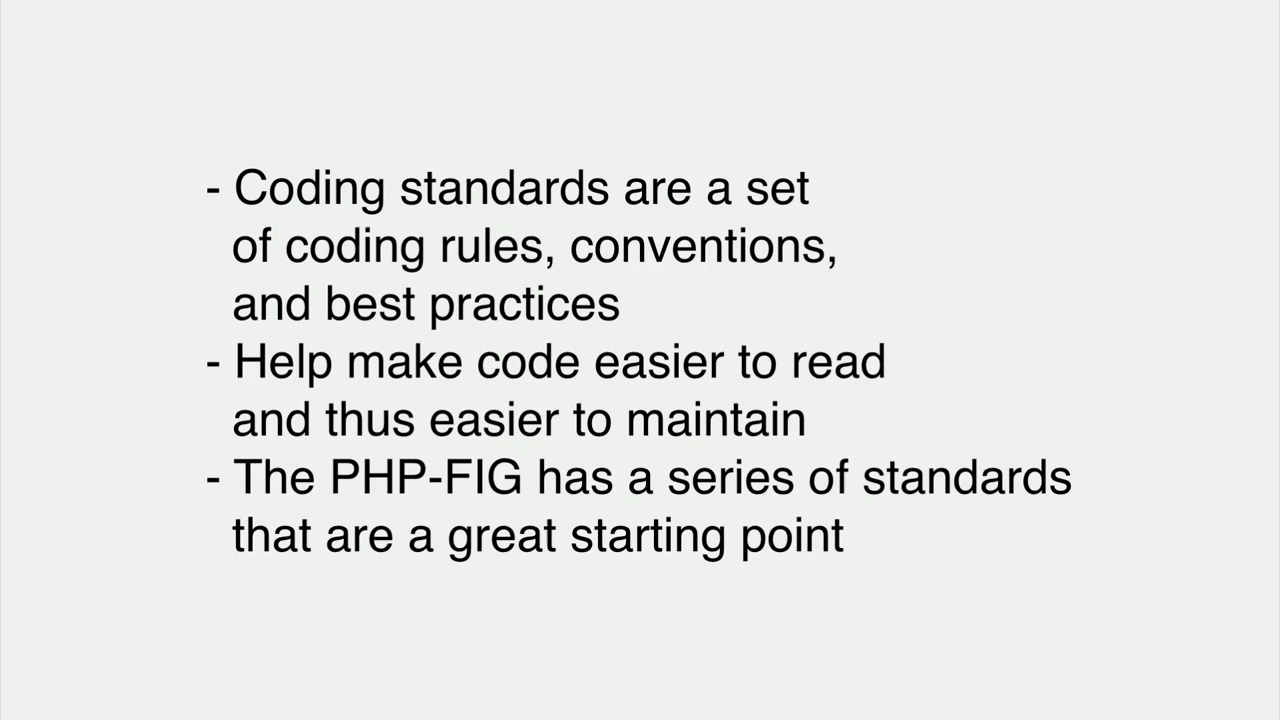 - Coding standards are a set
of coding rules, conventions,
and best practices
- Help make code easier to read
and thus easier to maintain
- The PHP-FIG has a series of standards
that are a great starting point